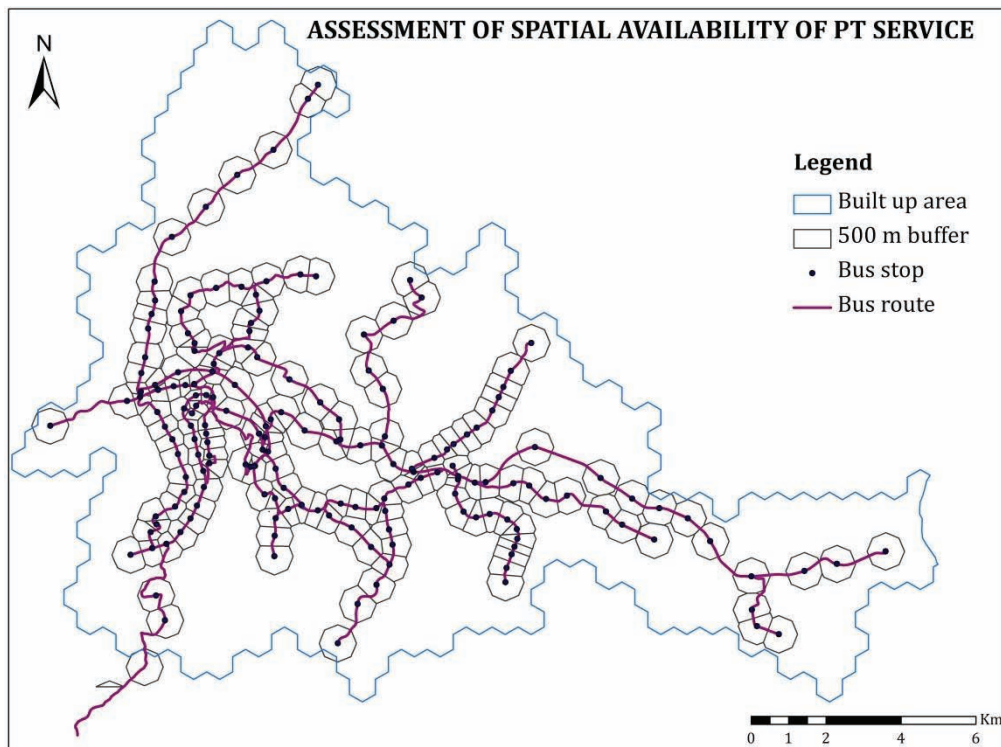 ASSESSMENT OF SPATIAL AVAILABILITY OF PT SERVICE
N
Legend
Built up area
500 m buffer
Bus stop
Bus route
Km
0 1 2 4 6